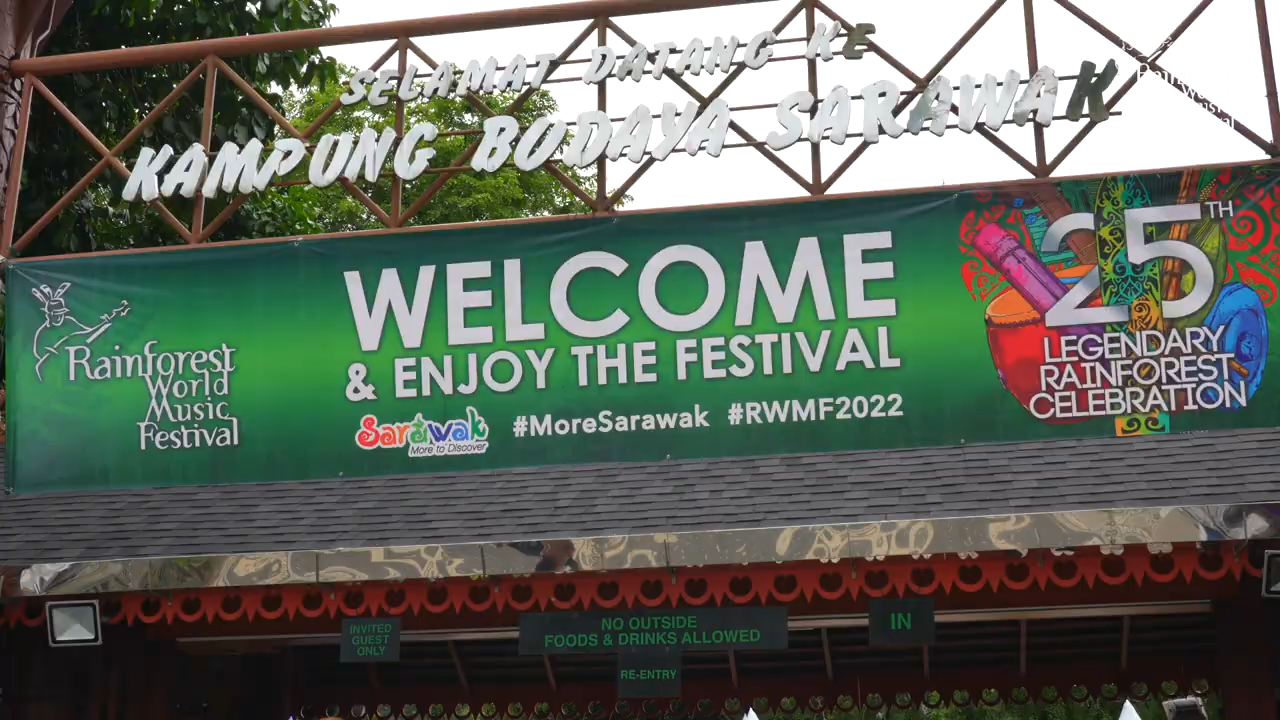 SELAMAT DATANG KE
KAMPUNG BUDAYA SARAWAK
Rainforest
World
Music
Festival
WELCOME
& ENJOY THE FESTIVAL
Sarawak
More to Discover
#MoreSarawak #RWMF2022
25TH
LEGENDARY
RAINFOREST
CELEBRATION
INVITED
GUEST
ONLY
NO OUTSIDE
FOODS & DRINKS ALLOWED
RE-ENTRY
IN